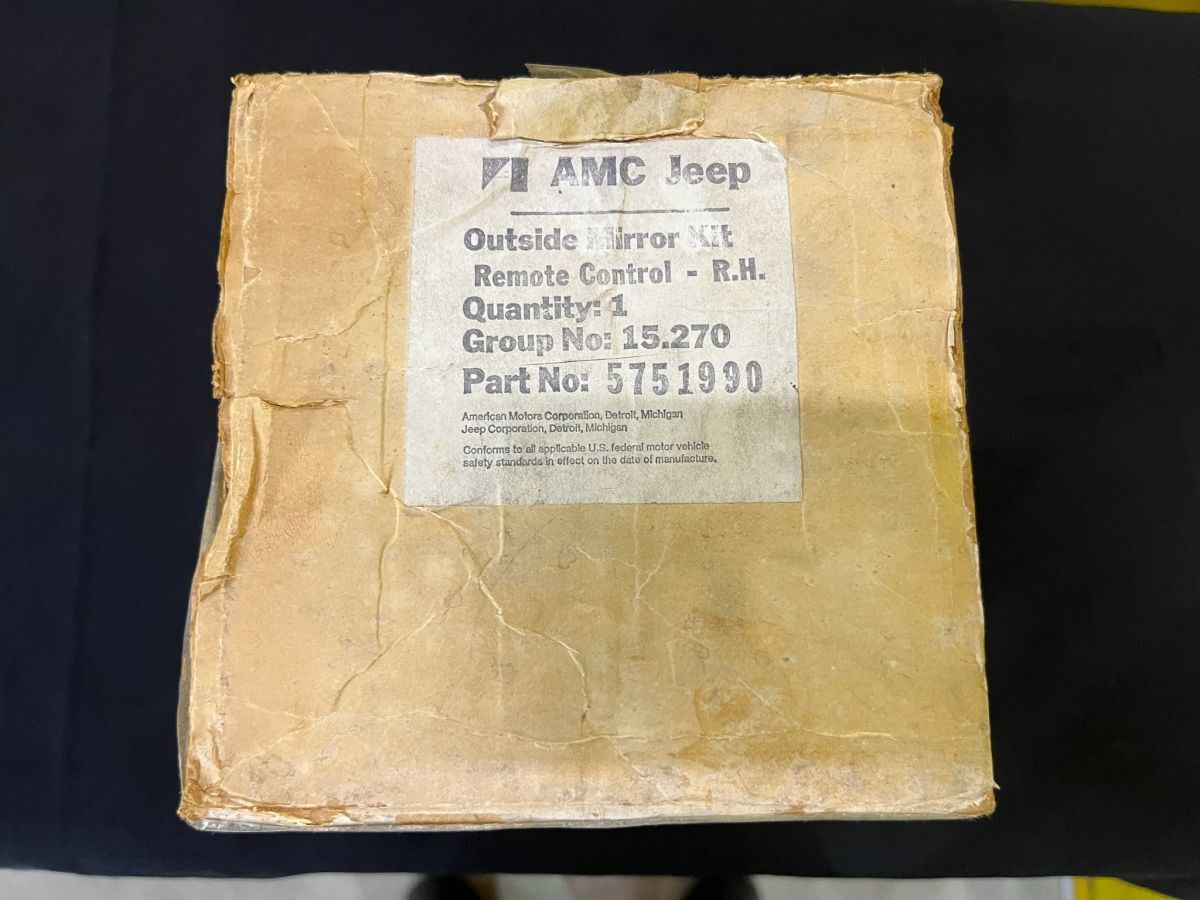 AMC Jeep
Outside Mirror Kit
Remote Control - R.H.
Quantity: 1
Group No: 15.270
Part No: 5751990
American Motors Corporation, Detroit, Michigan
Jeep Corporation, Detroit, Michigan
Conforms to all applicable U.S. federal motor vehicle
safety standards in effect on the date of manufacture.